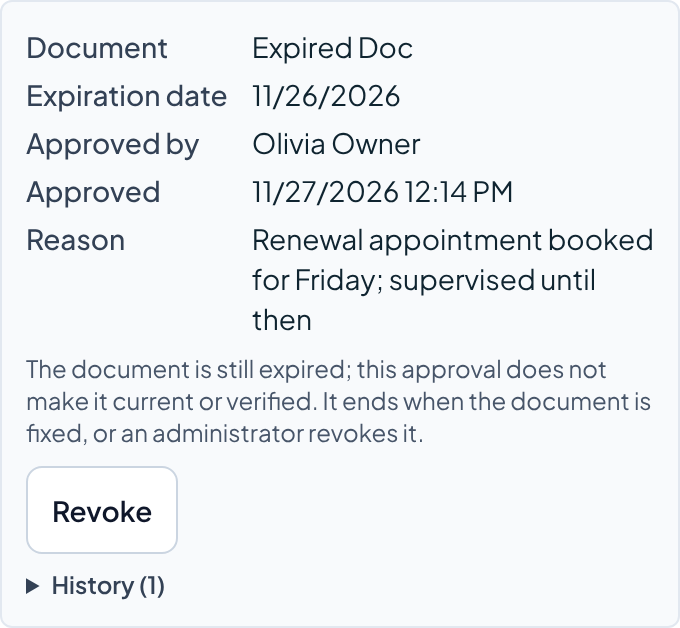 Document Expired Doc
Expiration date 11/26/2026
Approved by Olivia Owner
Approved 11/27/2026 12:14 PM
Reason Renewal appointment booked
for Friday; supervised until
then
The document is still expired; this approval does not
make it current or verified. It ends when the document is
fixed, or an administrator revokes it.
Revoke
History (1)